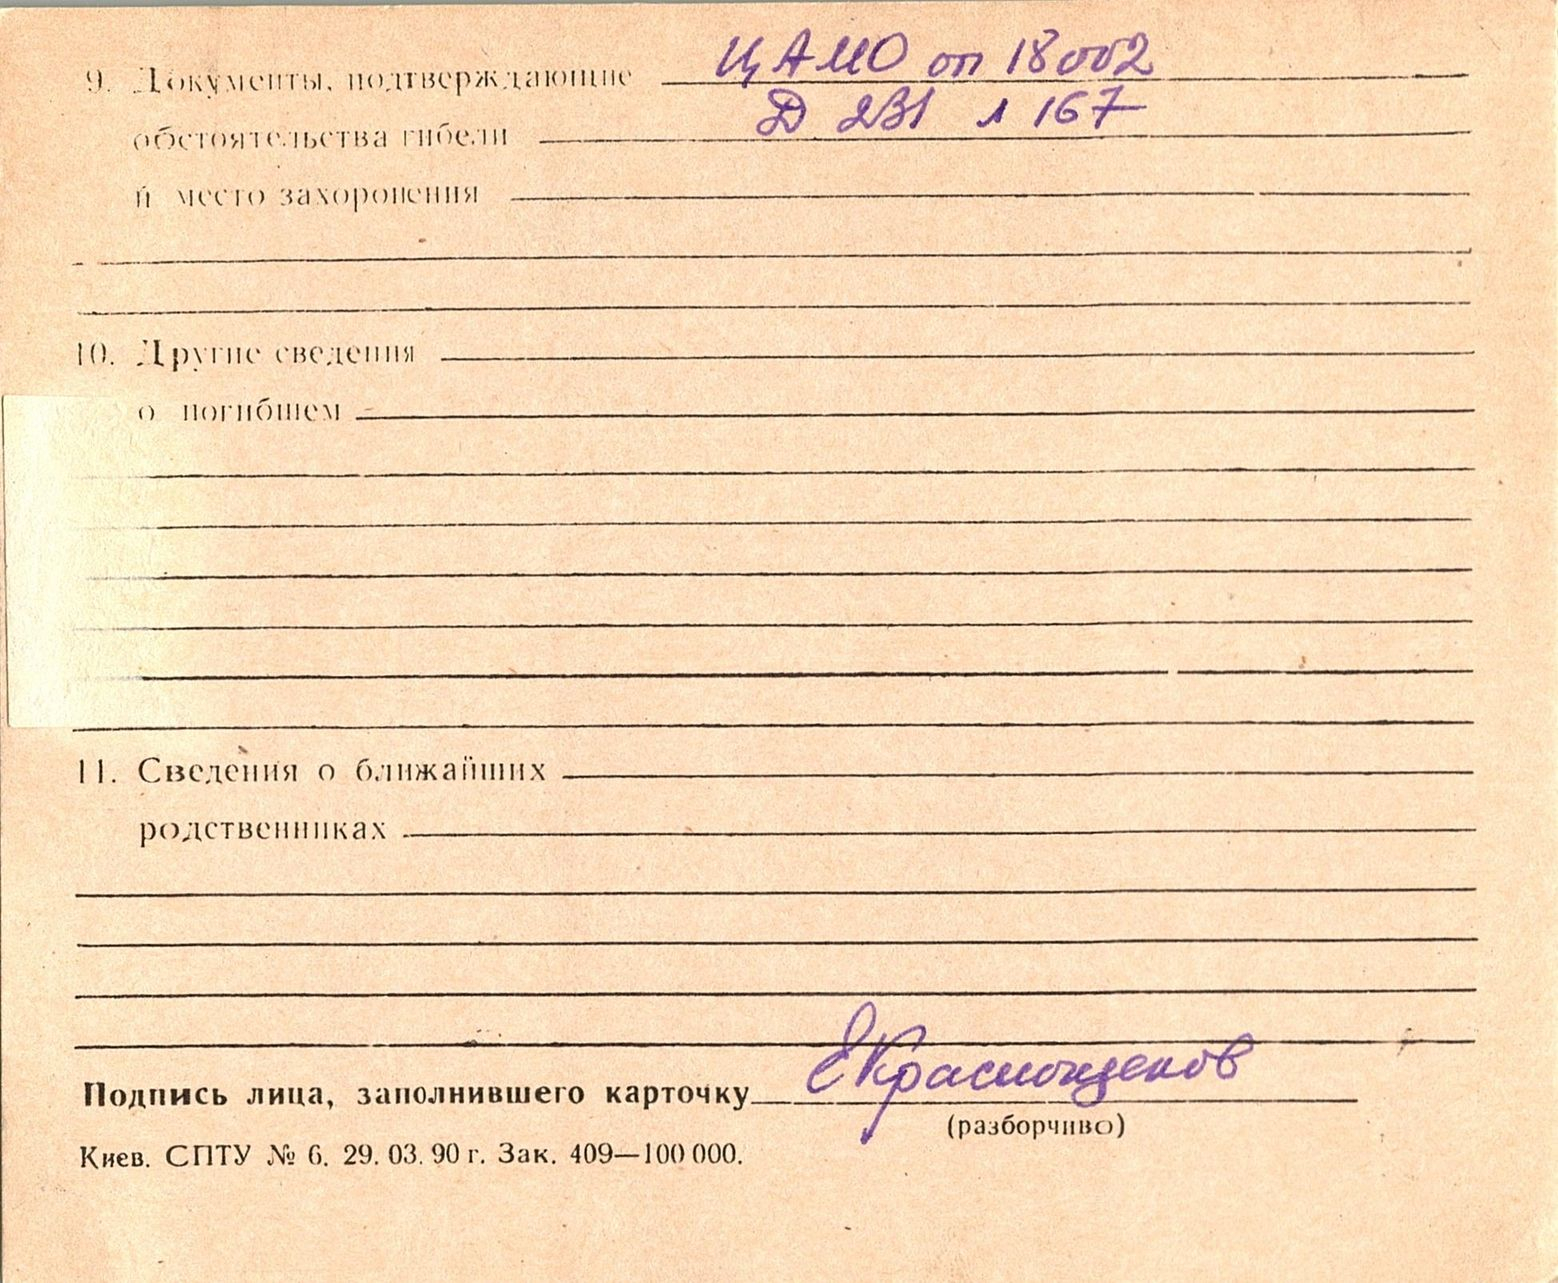 9. Документы, подтверждающие ЦАМО оп 18002
обстоятельства гибели Д 231 л 167
и место захоронения
10. Другие сведения
о погибшем
11. Сведения о ближайших
родственниках
Подпись лица, заполнившего карточку ЕКраснощеков
(разборчиво)
Киев. СПТУ № 6. 29. 03. 90 г. Зак. 409—100 000.